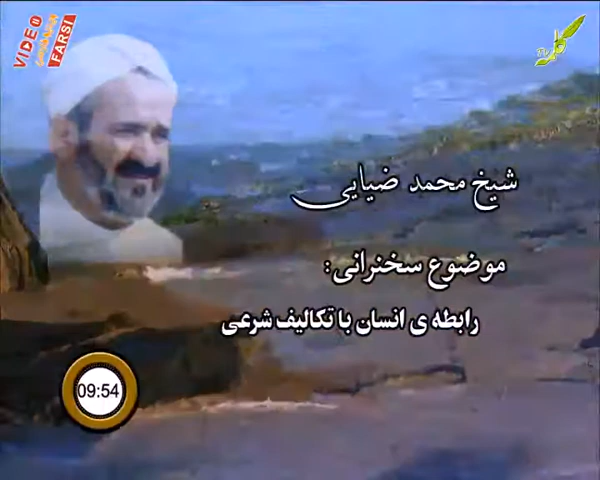 VIDEO
FARSI
شیخ محمد ضیایی
موضوع سخنرانی:
رابطه ی انسان با تکالیف شرعی
09:54